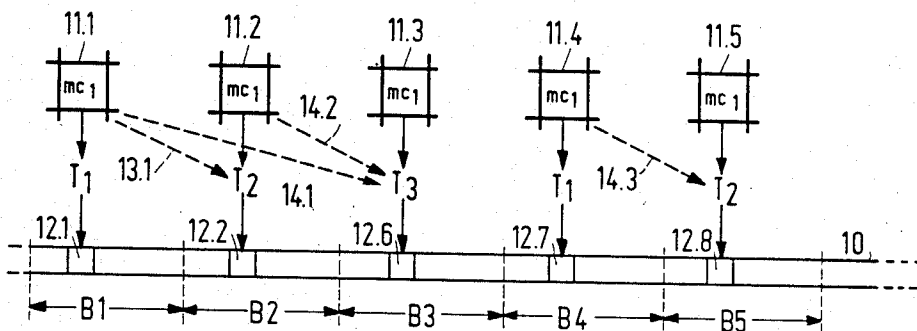 11.1 11.2 11.3 11.4 11.5
mc1 mc1 mc1 mc1 mc1
14.2
13.1 14.1 14.3
T1 T2 T3 T1 T2
12.1 12.2 12.6 12.7 12.8 10
B1 B2 B3 B4 B5